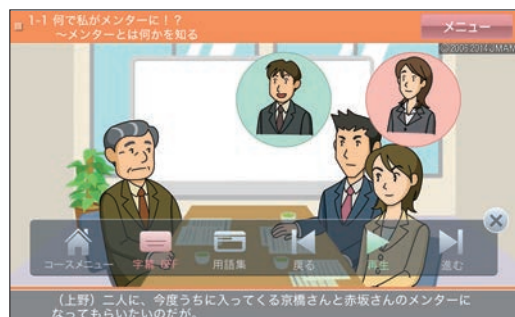 1-1 何で私がメンターに!?
~メンターとは何かを知る
メニュー
©2006,2014 JMAM
コースメニュー
字幕 OFF
用語集
戻る
再生
進む
(上野)二人に、今度うちに入ってくる京橋さんと赤坂さんのメンターに
なってもらいたいのだが。